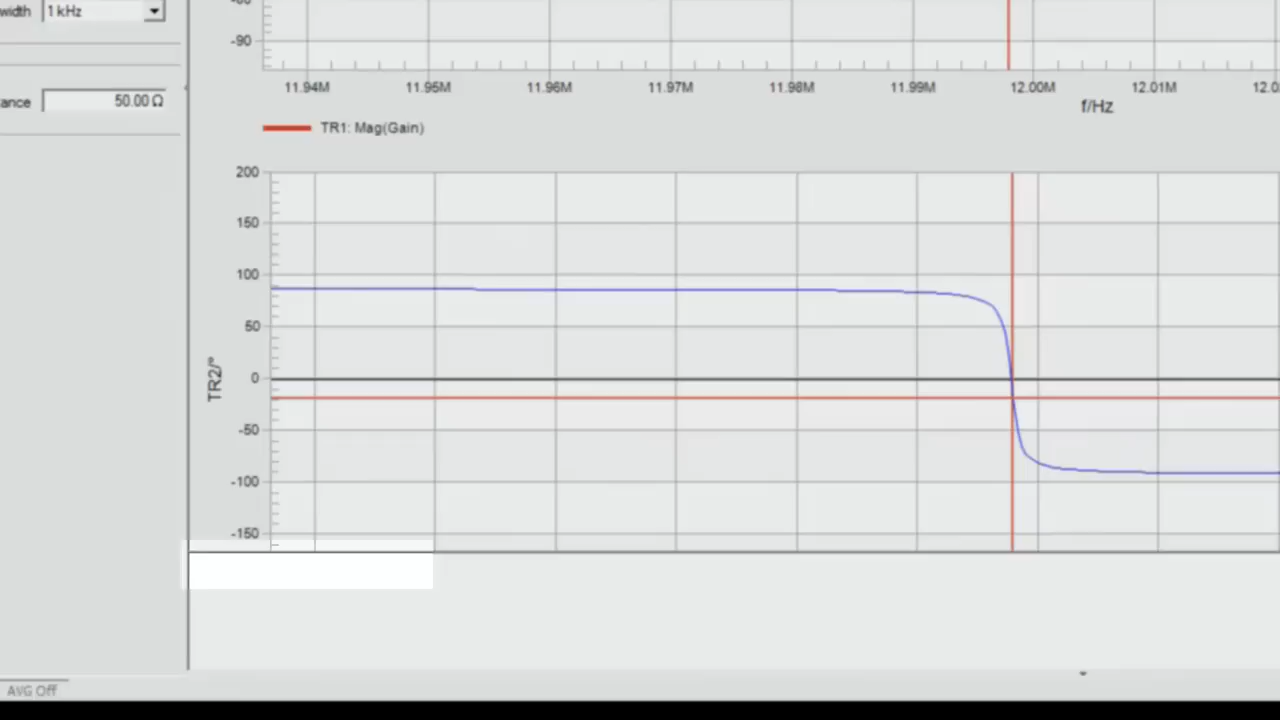 width 1 kHz
-90
11.94M 11.95M 11.96M 11.97M 11.98M 11.99M 12.00M 12.01M 12.0
f/Hz
ance 50.00 Ω
TR1: Mag(Gain)
200
150
100
50
0
TR2/°
-50
-100
-150
AVG Off